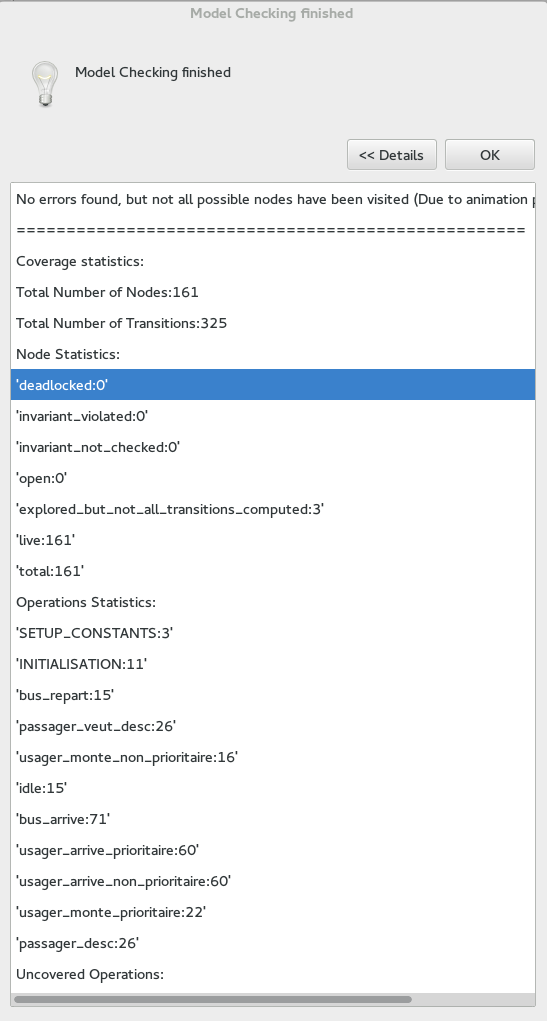 Model Checking finished
Model Checking finished
<< Details
OK
No errors found, but not all possible nodes have been visited (Due to animation
===================================================
Coverage statistics:
Total Number of Nodes:161
Total Number of Transitions:325
Node Statistics:
'deadlocked:0'
'invariant_violated:0'
'invariant_not_checked:0'
'open:0'
'explored_but_not_all_transitions_computed:3'
'live:161'
'total:161'
Operations Statistics:
'SETUP_CONSTANTS:3'
'INITIALISATION:11'
'bus_repart:15'
'passager_veut_desc:26'
'usager_monte_non_prioritaire:16'
'idle:15'
'bus_arrive:71'
'usager_arrive_prioritaire:60'
'usager_arrive_non_prioritaire:60'
'usager_monte_prioritaire:22'
'passager_desc:26'
Uncovered Operations: